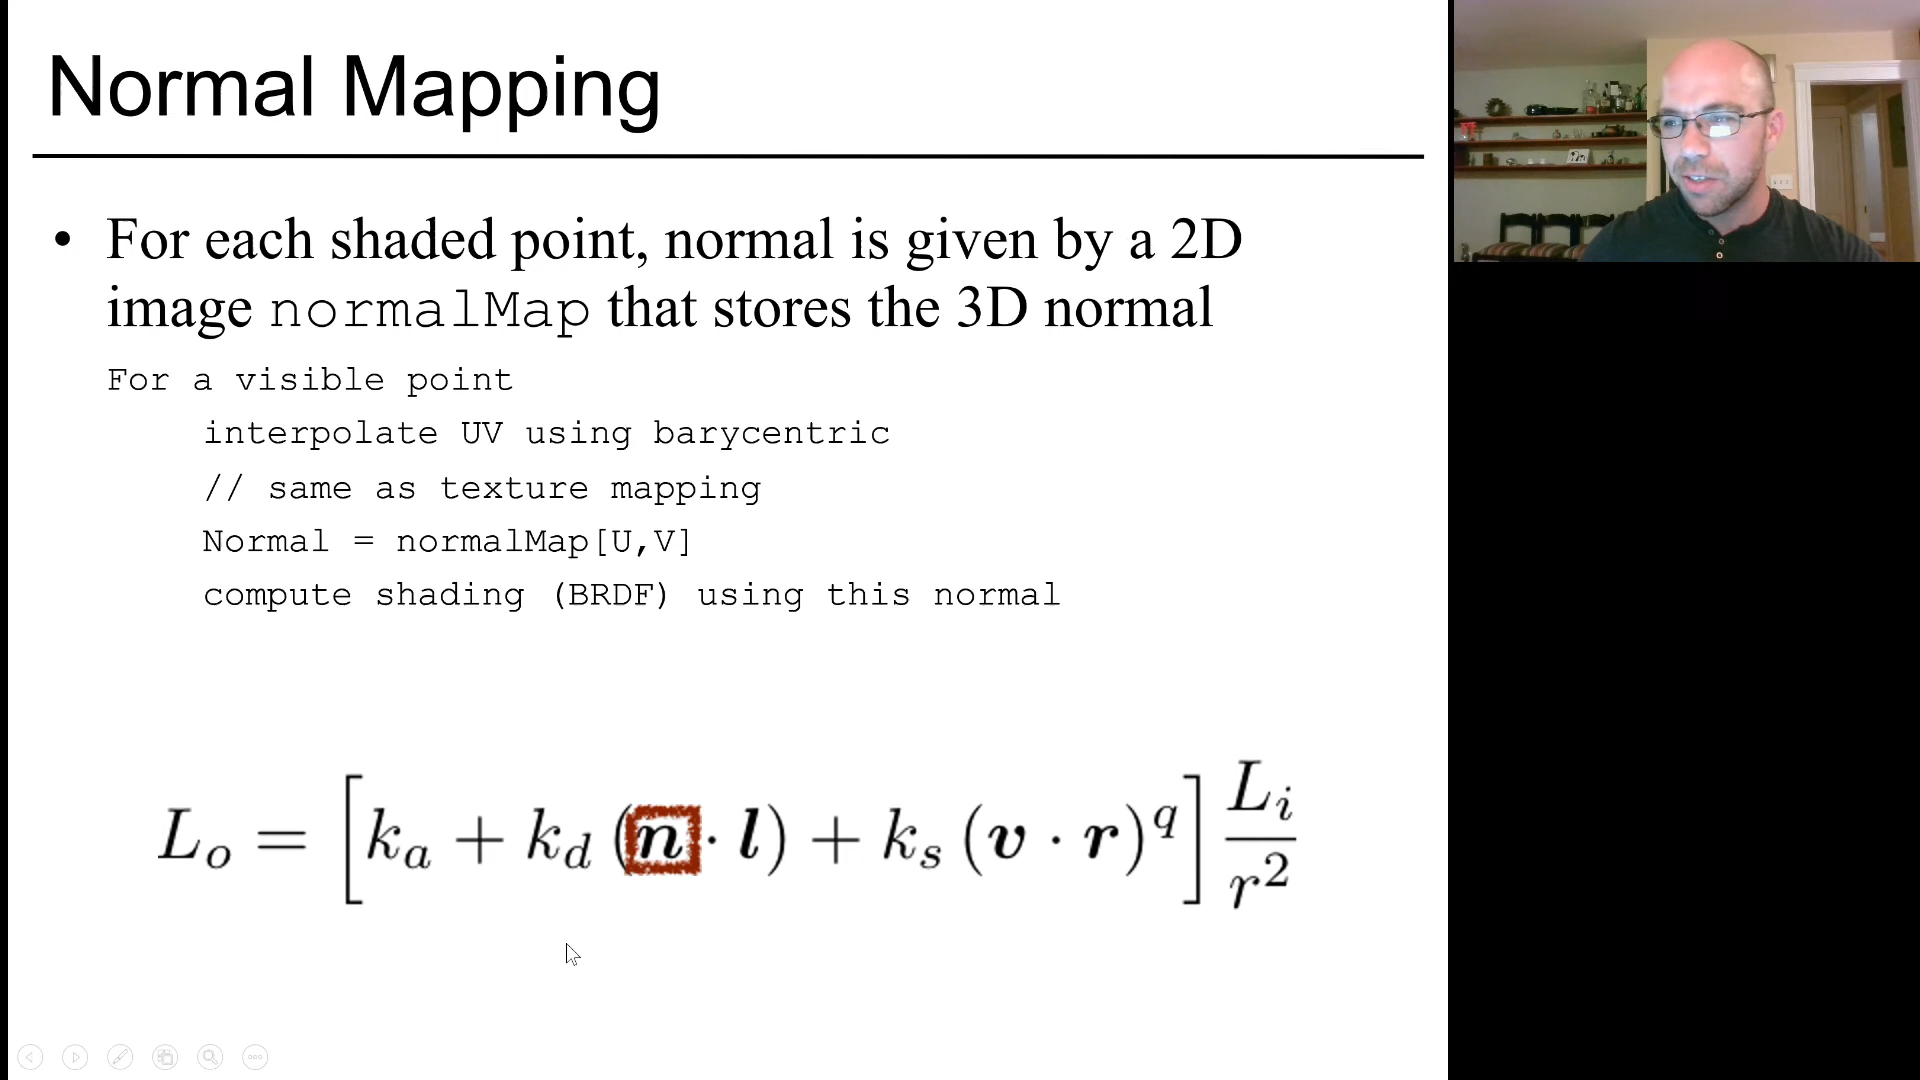 Normal Mapping
• For each shaded point, normal is given by a 2D
image normalMap that stores the 3D normal
For a visible point
interpolate UV using barycentric
// same as texture mapping
Normal = normalMap[U,V]
compute shading (BRDF) using this normal
L_o = [k_a + k_d (n · l) + k_s (v · r)^q] L_i / r^2